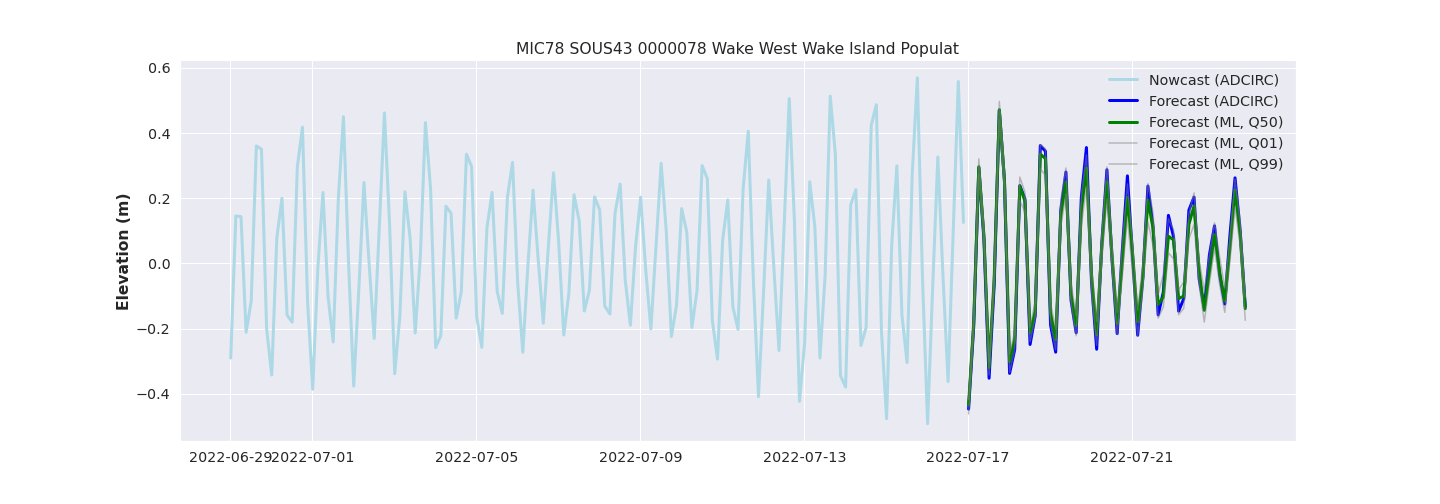 MIC78 SOUS43 0000078 Wake West Wake Island Populat
Nowcast (ADCIRC)
Forecast (ADCIRC)
Forecast (ML, Q50)
Forecast (ML, Q01)
Forecast (ML, Q99)
Elevation (m)
0.6
0.4
0.2
0.0
−0.2
−0.4
2022-06-29 2022-07-01 2022-07-05 2022-07-09 2022-07-13 2022-07-17 2022-07-21